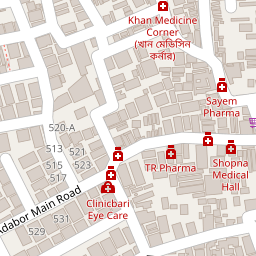 Khan Medicine
Corner
(খান মেডিসিন
কর্নার)
Sayem
Pharma
520-A
513
523
521
515
517
TR Pharma
Shopna
Medical
Hall
Adabor Main Road
Clinicbari
Eye Care
531
529